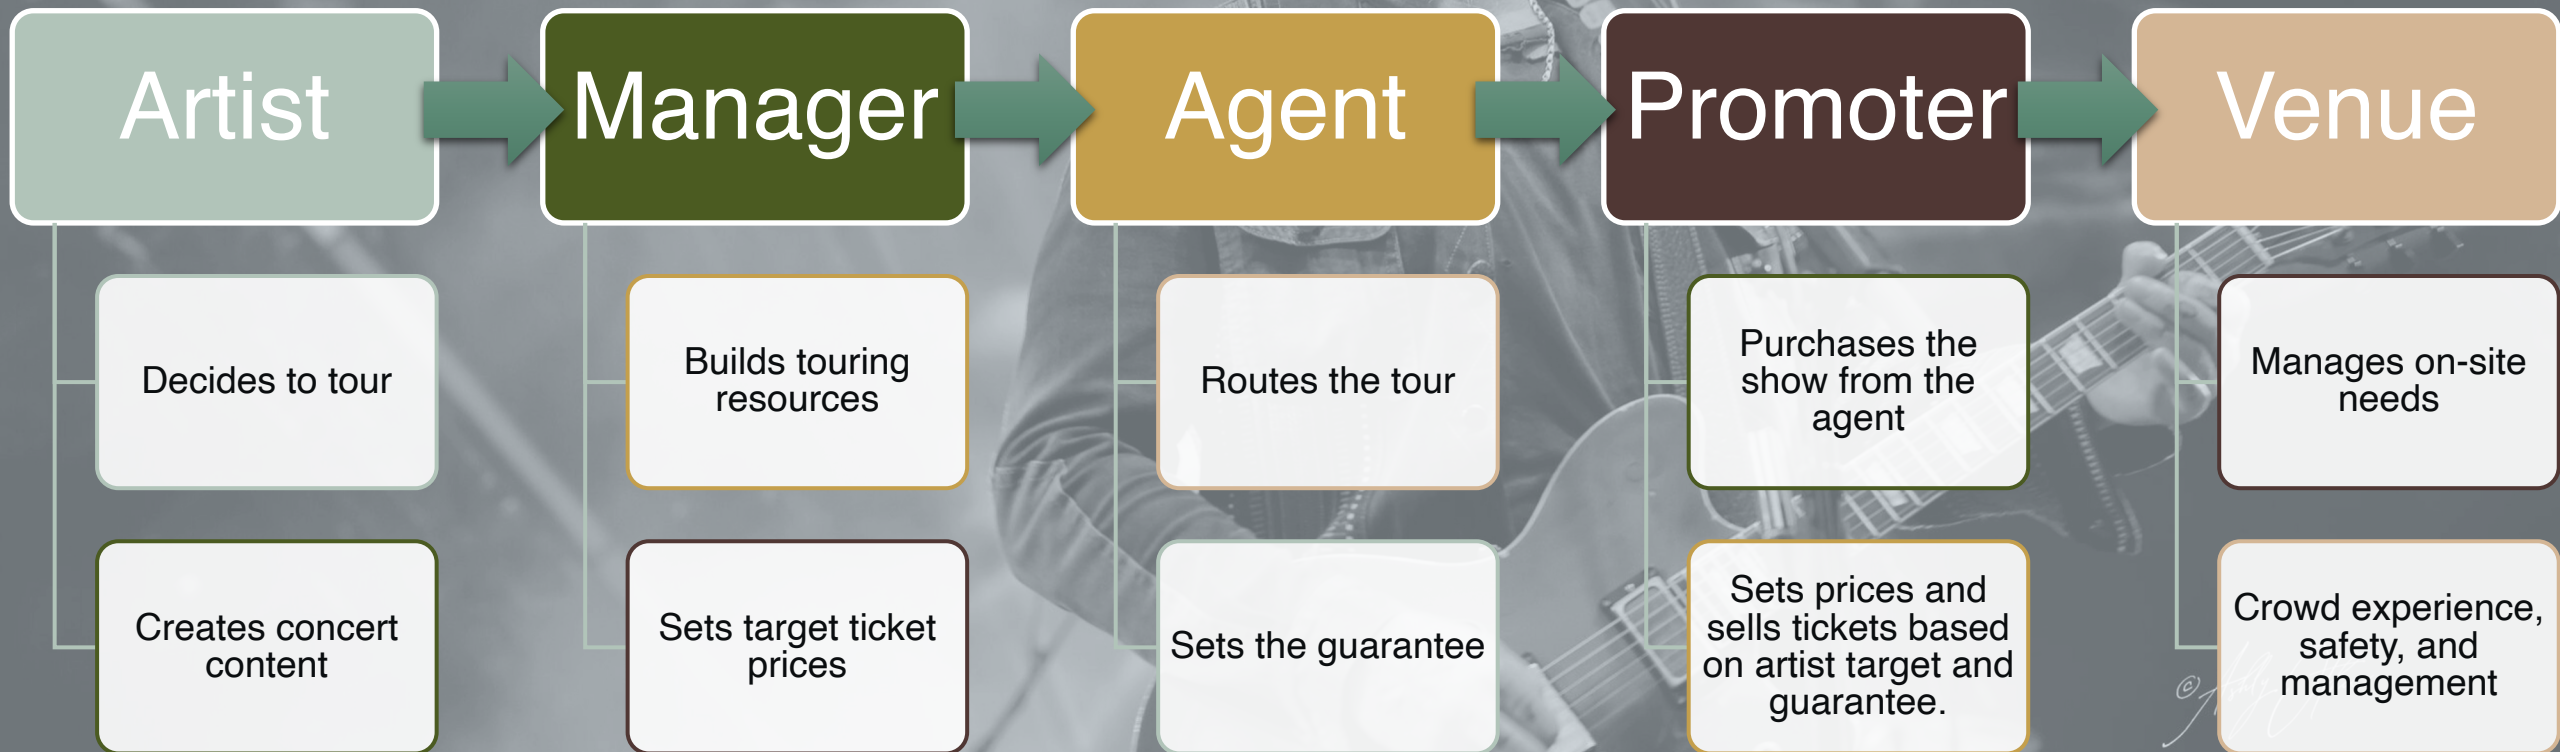 Artist
Manager
Agent
Promoter
Venue
Decides to tour
Builds touring
resources
Routes the tour
Purchases the
show from the
agent
Manages on-site
needs
Creates concert
content
Sets target ticket
prices
Sets the guarantee
Sets prices and
sells tickets based
on artist target and
guarantee.
Crowd experience,
safety, and
management
©